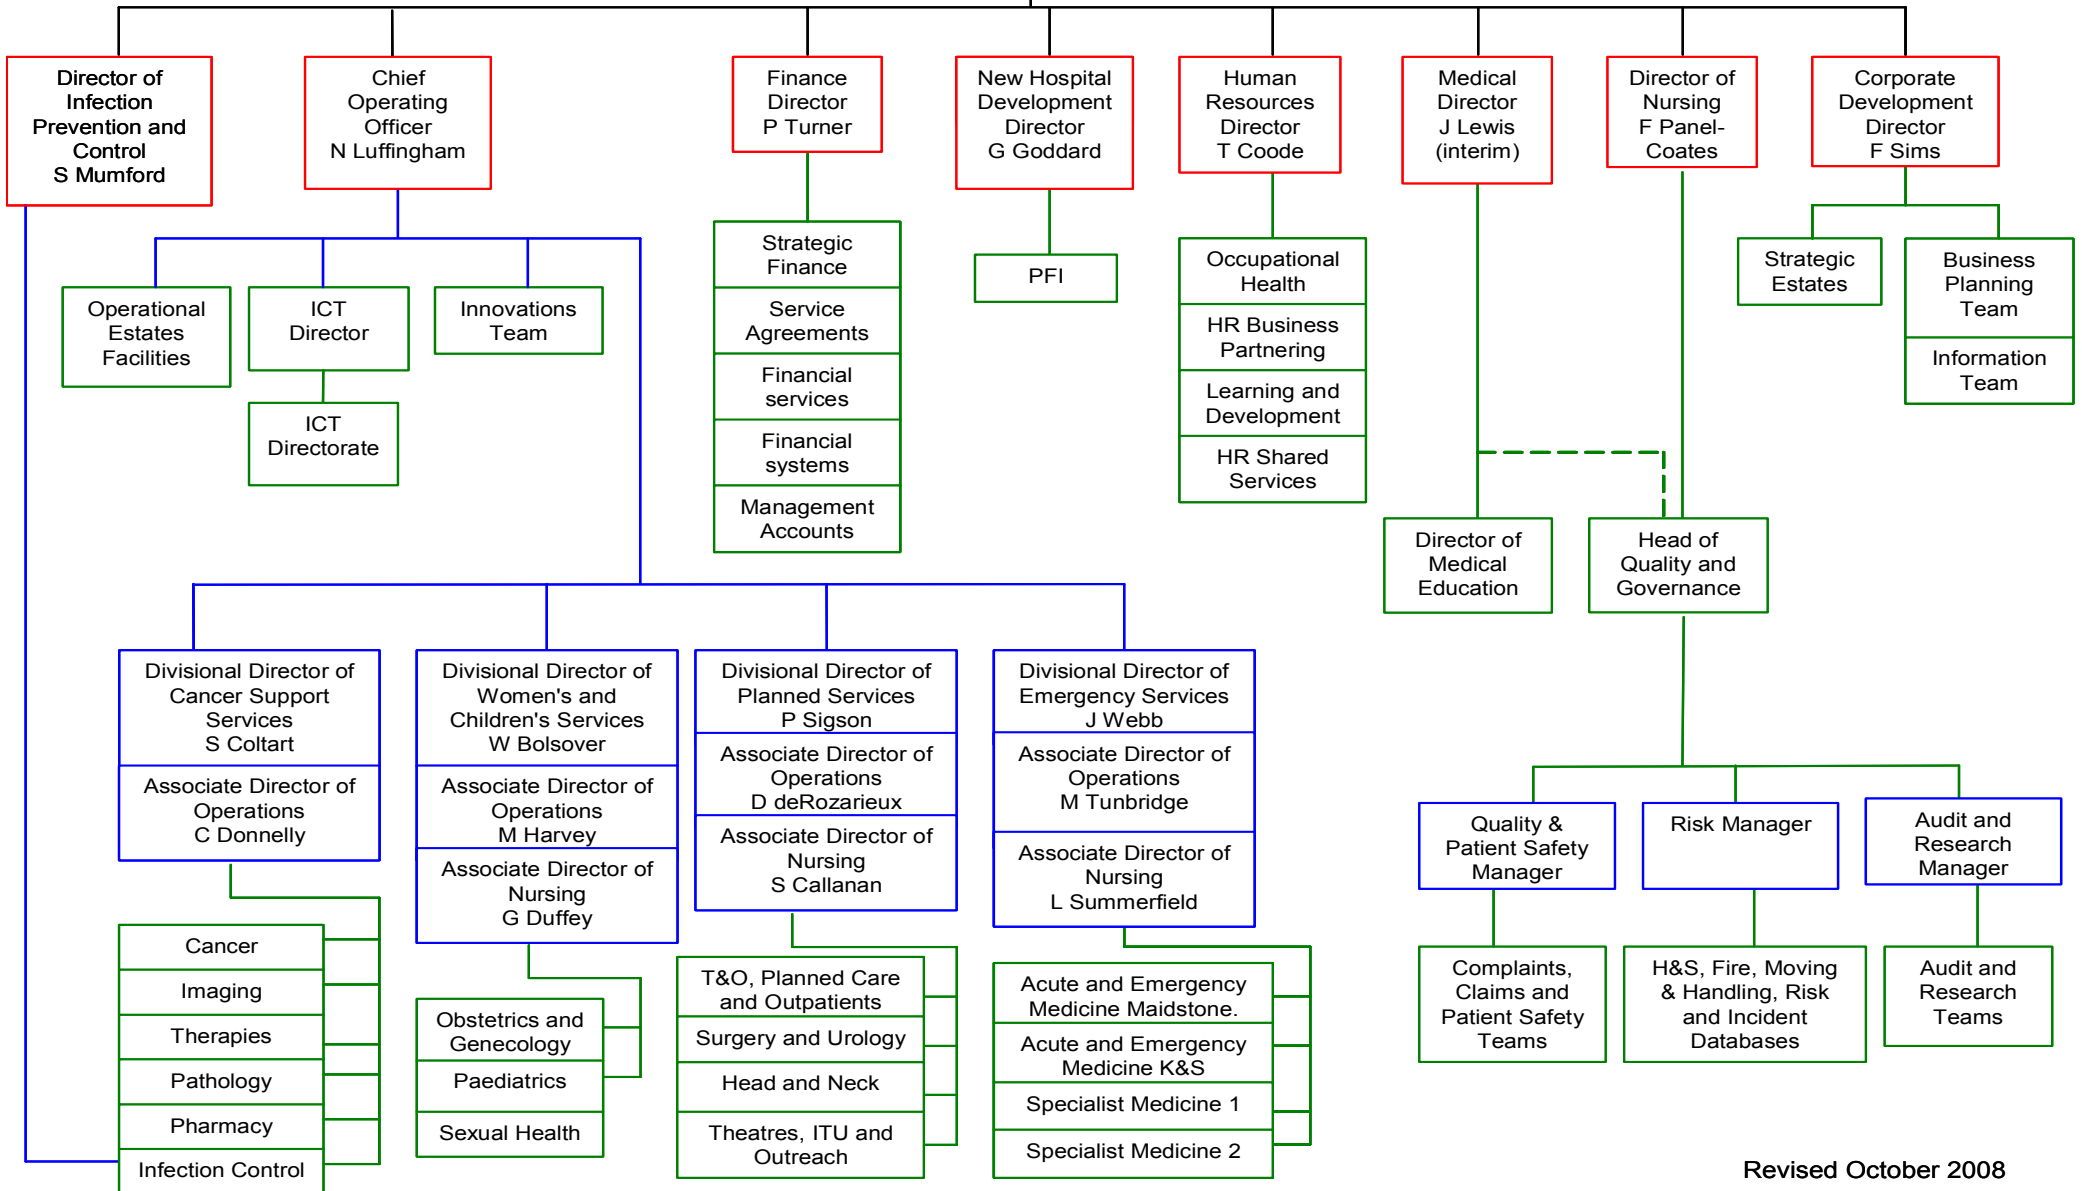 Director of
Infection
Prevention and
Control
S Mumford
Chief
Operating
Officer
N Luffingham
Finance
Director
P Turner
New Hospital
Development
Director
G Goddard
Human
Resources
Director
T Coode
Medical
Director
J Lewis
(interim)
Director of
Nursing
F Panel-
Coates
Corporate
Development
Director
F Sims
Operational
Estates
Facilities
ICT
Director
ICT
Directorate
Innovations
Team
Strategic
Finance
Service
Agreements
Financial
services
Financial
systems
Management
Accounts
PFI
Occupational
Health
HR Business
Partnering
Learning and
Development
HR Shared
Services
Strategic
Estates
Business
Planning
Team
Information
Team
Director of
Medical
Education
Head of
Quality and
Governance
Divisional Director of
Cancer Support
Services
S Coltart
Associate Director of
Operations
C Donnelly
Divisional Director of
Women's and
Children's Services
W Bolsover
Associate Director of
Operations
M Harvey
Associate Director of
Nursing
G Duffey
Divisional Director of
Planned Services
P Sigson
Associate Director of
Operations
D deRozarieux
Associate Director of
Nursing
S Callanan
Divisional Director of
Emergency Services
J Webb
Associate Director of
Operations
M Tunbridge
Associate Director of
Nursing
L Summerfield
Quality &
Patient Safety
Manager
Risk Manager
Audit and
Research
Manager
Cancer
Imaging
Therapies
Pathology
Pharmacy
Infection Control
Obstetrics and
Genecology
Paediatrics
Sexual Health
T&O, Planned Care
and Outpatients
Surgery and Urology
Head and Neck
Theatres, ITU and
Outreach
Acute and Emergency
Medicine Maidstone.
Acute and Emergency
Medicine K&S
Specialist Medicine 1
Specialist Medicine 2
Complaints,
Claims and
Patient Safety
Teams
H&S, Fire, Moving
& Handling, Risk
and Incident
Databases
Audit and
Research
Teams
Revised October 2008